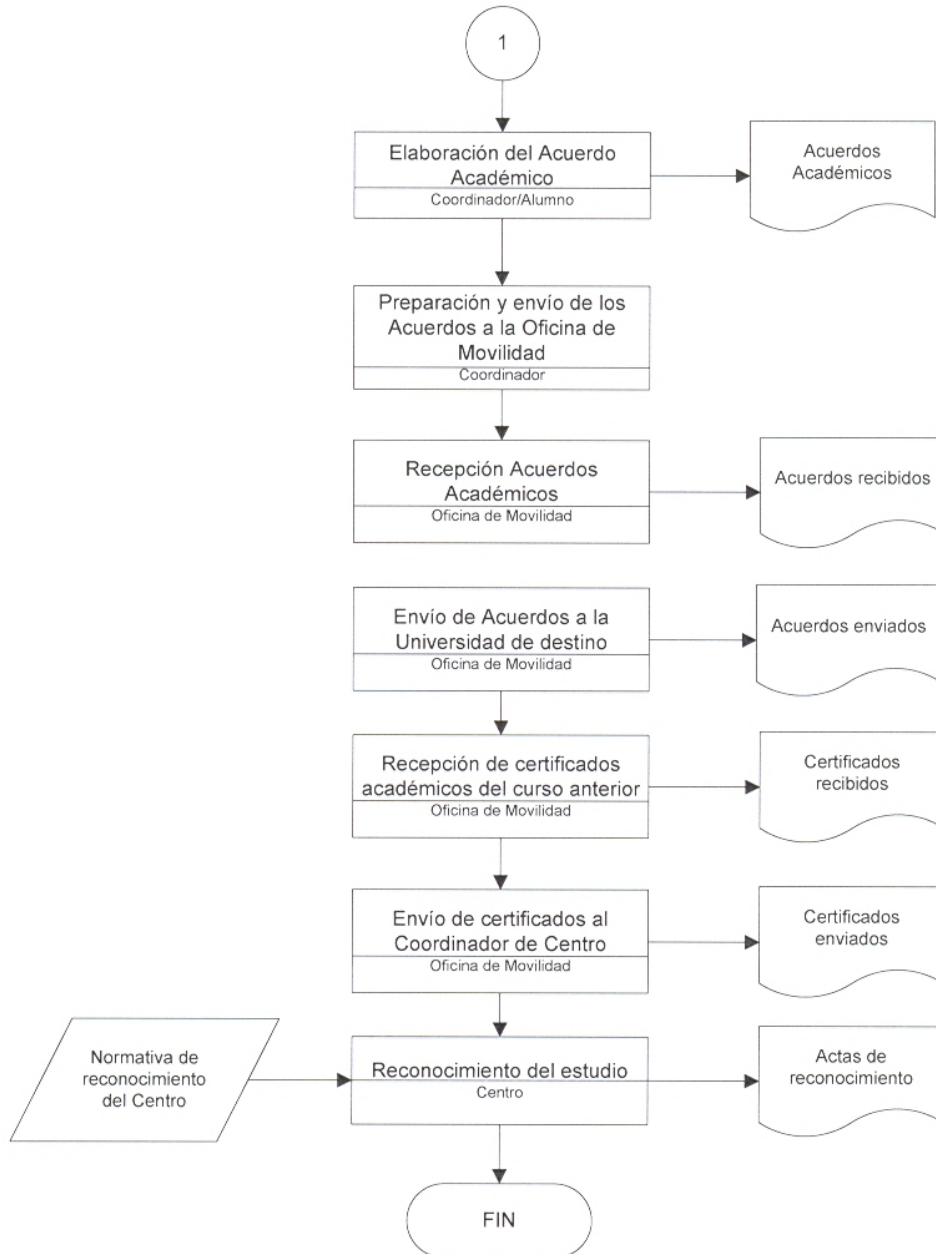 1
Elaboración del Acuerdo
Académico
Coordinador/Alumno
Acuerdos
Académicos
Preparación y envío de los
Acuerdos a la Oficina de
Movilidad
Coordinador
Recepción Acuerdos
Académicos
Oficina de Movilidad
Acuerdos recibidos
Envío de Acuerdos a la
Universidad de destino
Oficina de Movilidad
Acuerdos enviados
Recepción de certificados
académicos del curso anterior
Oficina de Movilidad
Certificados
recibidos
Envío de certificados al
Coordinador de Centro
Oficina de Movilidad
Certificados
enviados
Normativa de
reconocimiento
del Centro
Reconocimiento del estudio
Centro
Actas de
reconocimiento
FIN